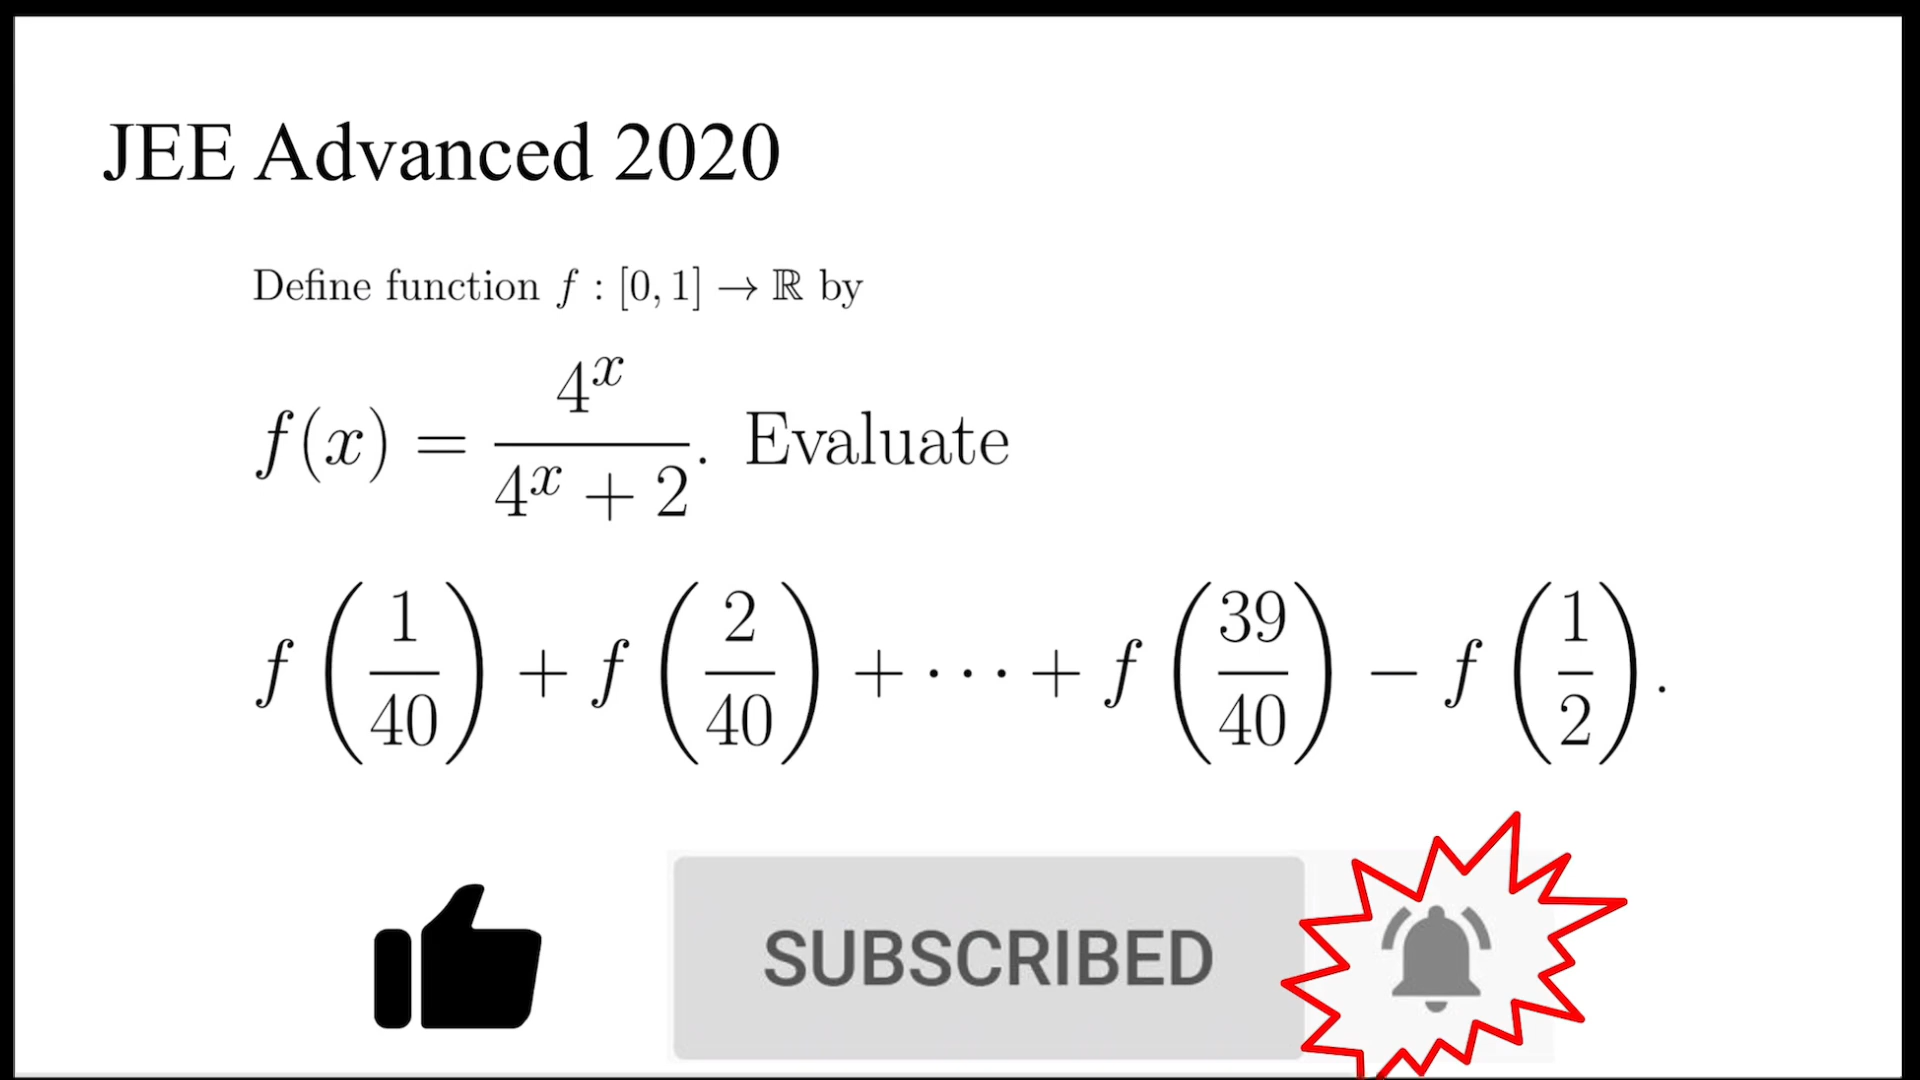 JEE Advanced 2020
Define function f : [0, 1] → ℝ by
f(x) = 4^x / (4^x + 2). Evaluate
f(1/40) + f(2/40) + · · · + f(39/40) − f(1/2).
SUBSCRIBED